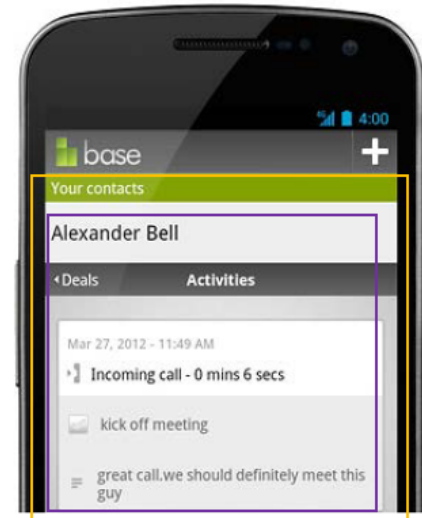 4G 4:00
base
Your contacts
Alexander Bell
Deals Activities
Mar 27, 2012 - 11:49 AM
Incoming call - 0 mins 6 secs
kick off meeting
great call.we should definitely meet this
guy